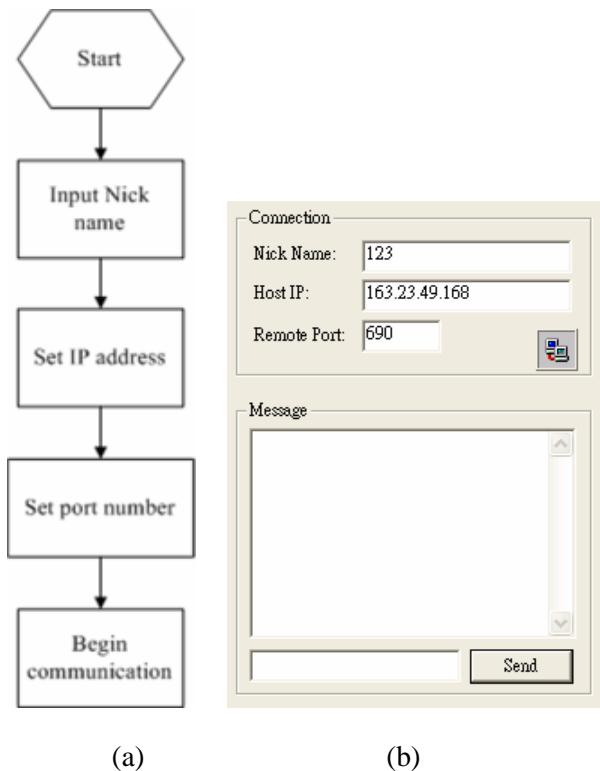 Start
Input Nick
name
Set IP address
Set port number
Begin
communication
Connection
Nick Name: 123
Host IP: 163.23.49.168
Remote Port: 690
Message
Send
(a)
(b)